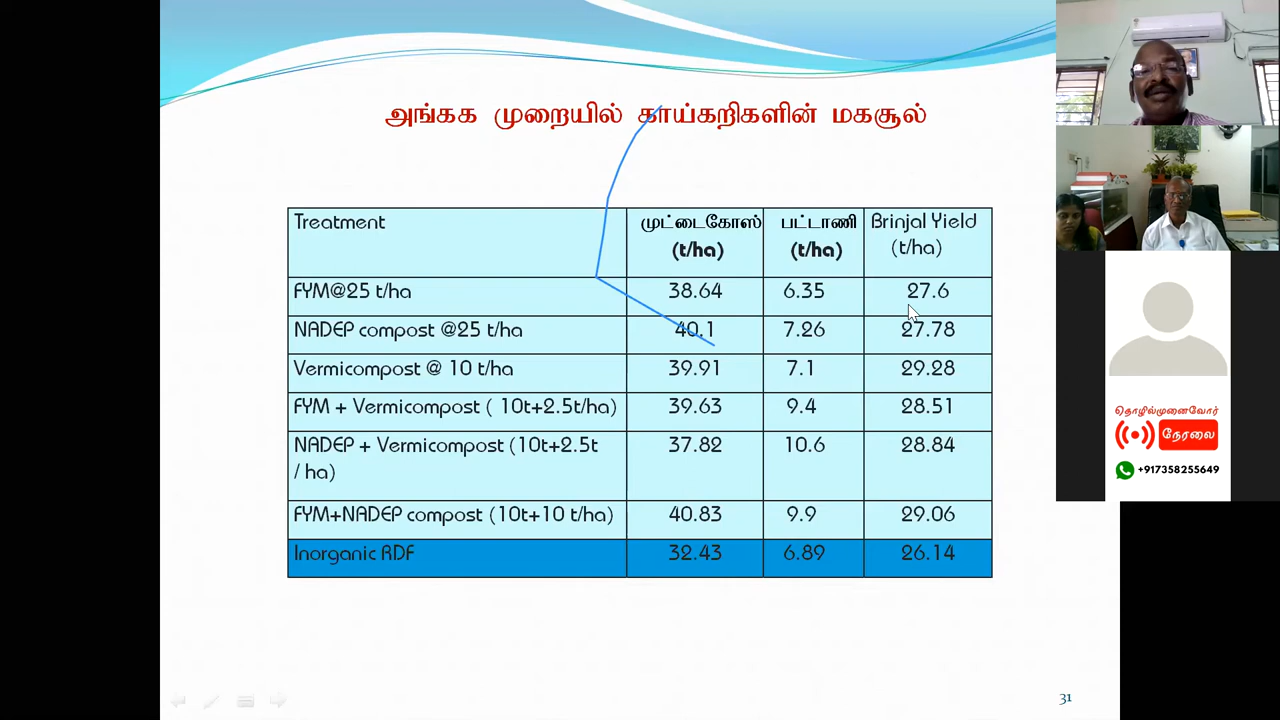 அங்கக முறையில் காய்கறிகளின் மகசூல்
Treatment முட்டைகோஸ் (t/ha) பட்டாணி (t/ha) Brinjal Yield (t/ha)
FYM@25 t/ha 38.64 6.35 27.6
NADEP compost @25 t/ha 40.1 7.26 27.78
Vermicompost @ 10 t/ha 39.91 7.1 29.28
FYM + Vermicompost ( 10t+2.5t/ha) 39.63 9.4 28.51
NADEP + Vermicompost (10t+2.5t / ha) 37.82 10.6 28.84
FYM+NADEP compost (10t+10 t/ha) 40.83 9.9 29.06
Inorganic RDF 32.43 6.89 26.14
31
தொழில்முனைவோர்
நேரலை
+917358255649